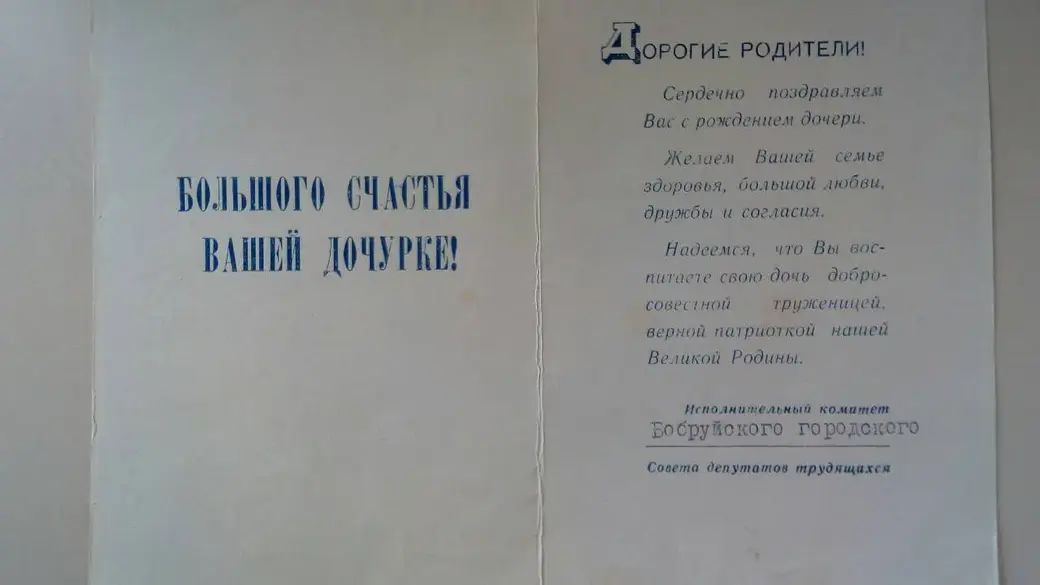 БОЛЬШОГО СЧАСТЬЯ
ВАШЕЙ ДОЧУРКЕ!
ДОРОГИЕ РОДИТЕЛИ!
Сердечно поздравляем
Вас с рождением дочери.
Желаем Вашей семье
здоровья, большой любви,
дружбы и согласия.
Надеемся, что Вы вос-
питаете свою дочь добро-
совестной труженицей,
верной патриоткой нашей
Великой Родины.
Исполнительный комитет
Бобруйского городского
Совета депутатов трудящихся